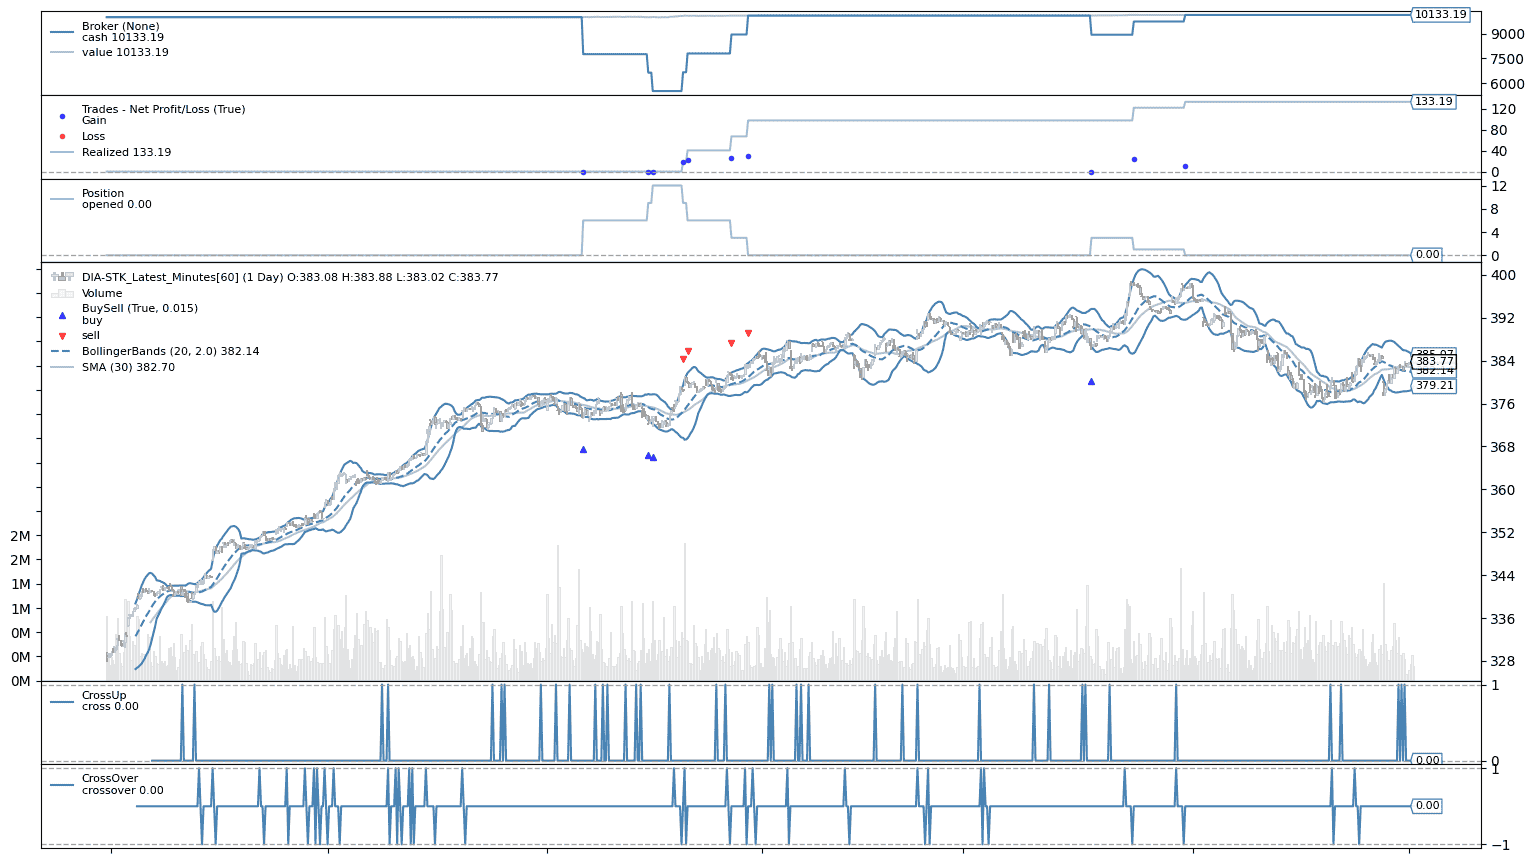 Broker (None)
cash 10133.19
value 10133.19
10133.19
9000
7500
6000
Trades - Net Profit/Loss (True)
Gain
Loss
Realized 133.19
133.19
120
80
40
0
Position
opened 0.00
12
8
4
0
0.00
DIA-STK_Latest_Minutes[60] (1 Day) O:383.08 H:383.88 L:383.02 C:383.77
Volume
BuySell (True, 0.015)
buy
sell
BollingerBands (20, 2.0) 382.14
SMA (30) 382.70
400
392
384
376
368
360
352
344
336
328
383.77
382.14
379.21
2M
2M
1M
1M
0M
0M
0M
CrossUp
cross 0.00
1
0
0.00
CrossOver
crossover 0.00
1
0.00
−1